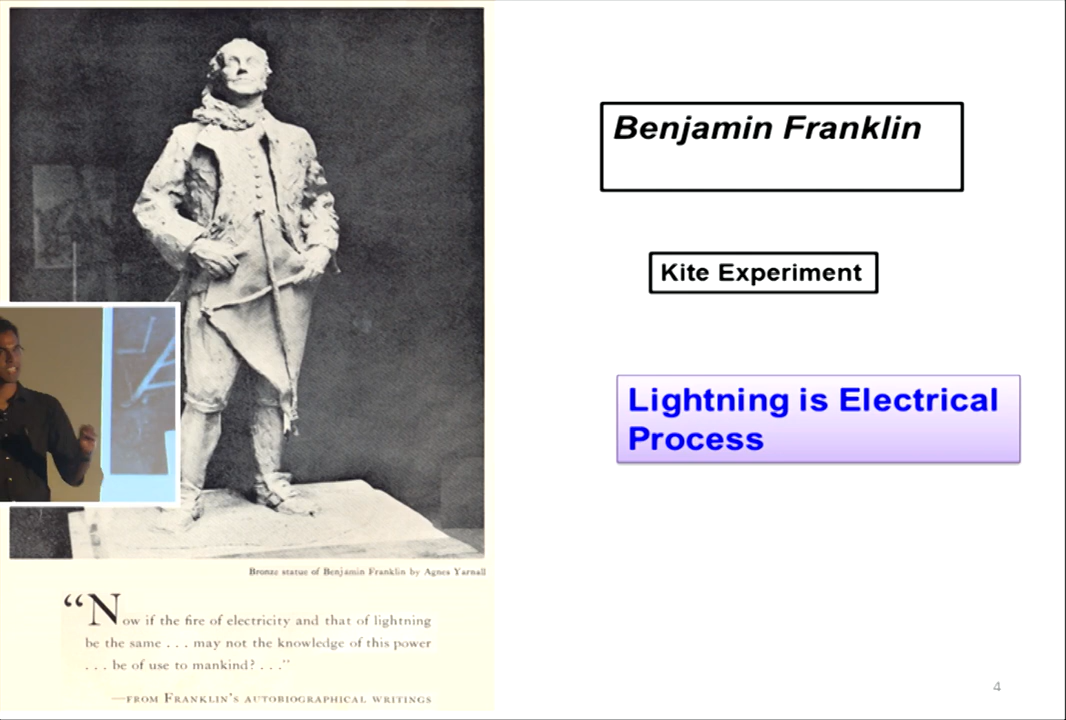 Benjamin Franklin
Kite Experiment
Lightning is Electrical
Process
Bronze statue of Benjamin Franklin by Agnes Yarnall
“Now if the fire of electricity and that of lightning
be the same . . . may not the knowledge of this power
. . . be of use to mankind? . . .”
—FROM FRANKLIN'S AUTOBIOGRAPHICAL WRITINGS
4